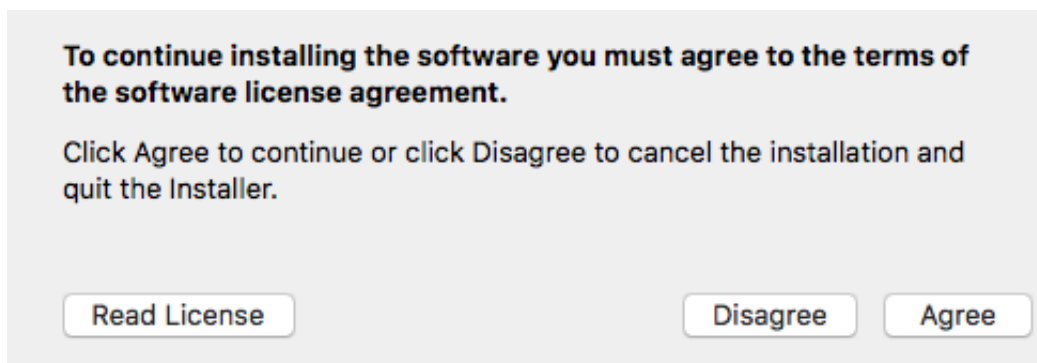 To continue installing the software you must agree to the terms of
the software license agreement.
Click Agree to continue or click Disagree to cancel the installation and
quit the Installer.
Read License
Disagree
Agree